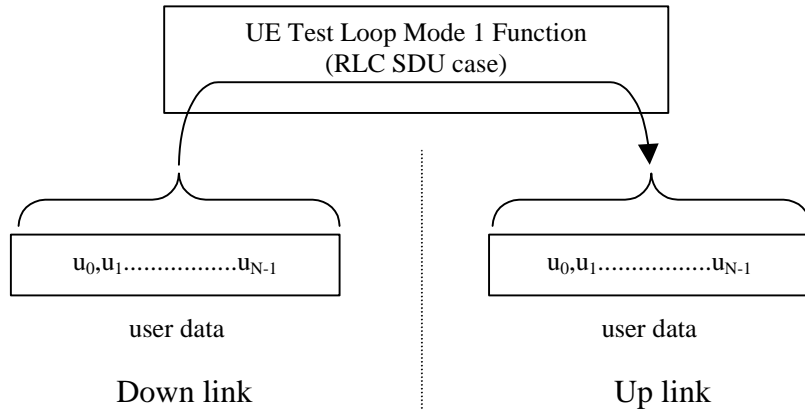 UE Test Loop Mode 1 Function
(RLC SDU case)
u0,u1..................uN-1
u0,u1..................uN-1
user data
user data
Down link
Up link